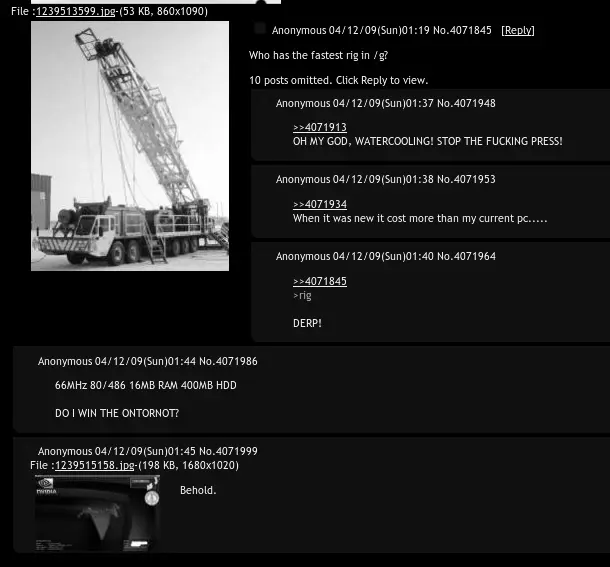 File :1239513599.jpg-(53 KB, 860x1090)
Anonymous 04/12/09(Sun)01:19 No.4071845 [Reply]
Who has the fastest rig in /g?
10 posts omitted. Click Reply to view.
Anonymous 04/12/09(Sun)01:37 No.4071948
>>4071913
OH MY GOD, WATERCOOLING! STOP THE FUCKING PRESS!
Anonymous 04/12/09(Sun)01:38 No.4071953
>>4071934
When it was new it cost more than my current pc.....
Anonymous 04/12/09(Sun)01:40 No.4071964
>>4071845
>rig
DERP!
Anonymous 04/12/09(Sun)01:44 No.4071986
66MHz 80/486 16MB RAM 400MB HDD
DO I WIN THE ONTORNOT?
Anonymous 04/12/09(Sun)01:45 No.4071999
File :1239515158.jpg-(198 KB, 1680x1020)
NVIDIA
Behold.